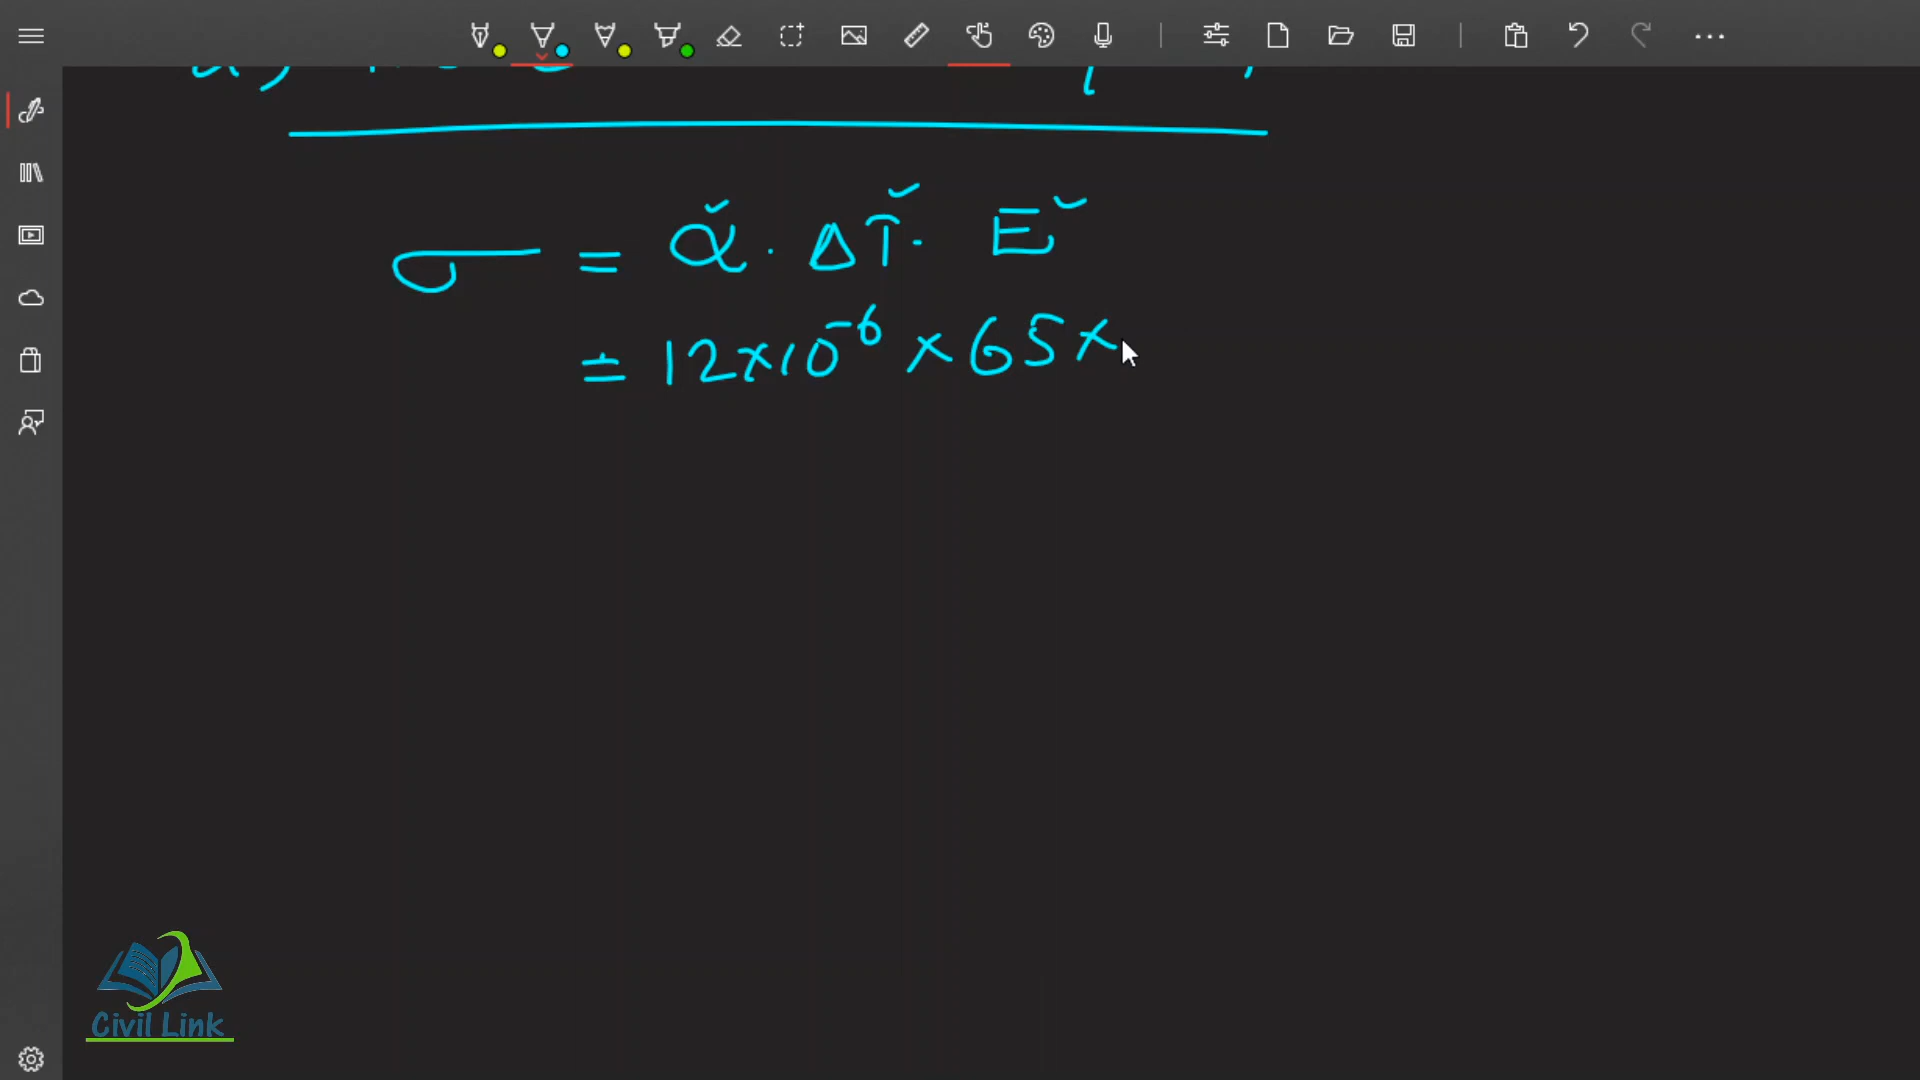 σ = α . ΔT . E
= 12×10⁻⁶ × 65 ×
Civil Link